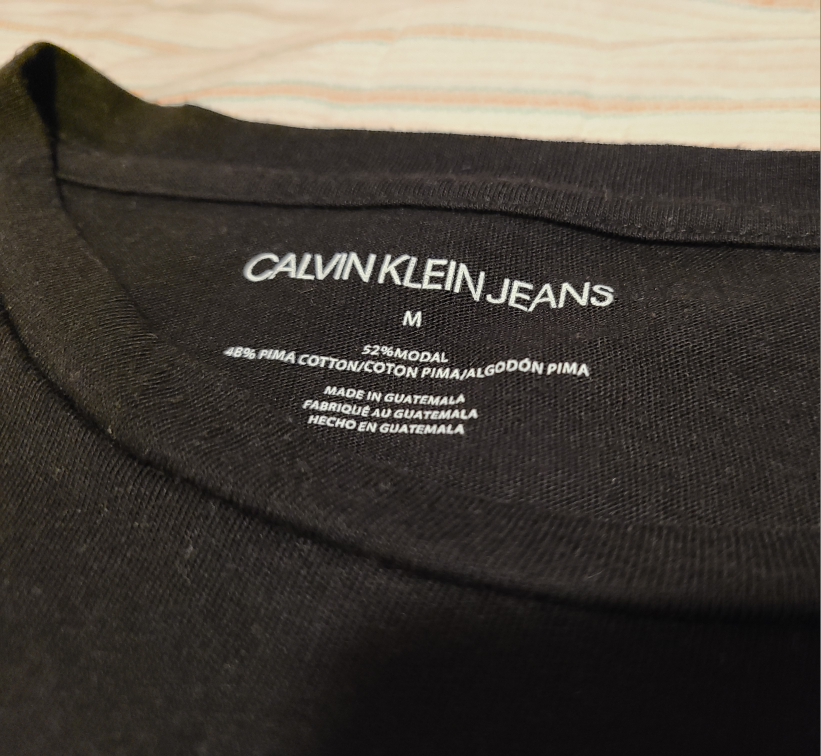 CALVIN KLEIN JEANS
M
52%MODAL
48% PIMA COTTON/COTON PIMA/ALGODÓN PIMA
MADE IN GUATEMALA
FABRIQUÉ AU GUATEMALA
HECHO EN GUATEMALA